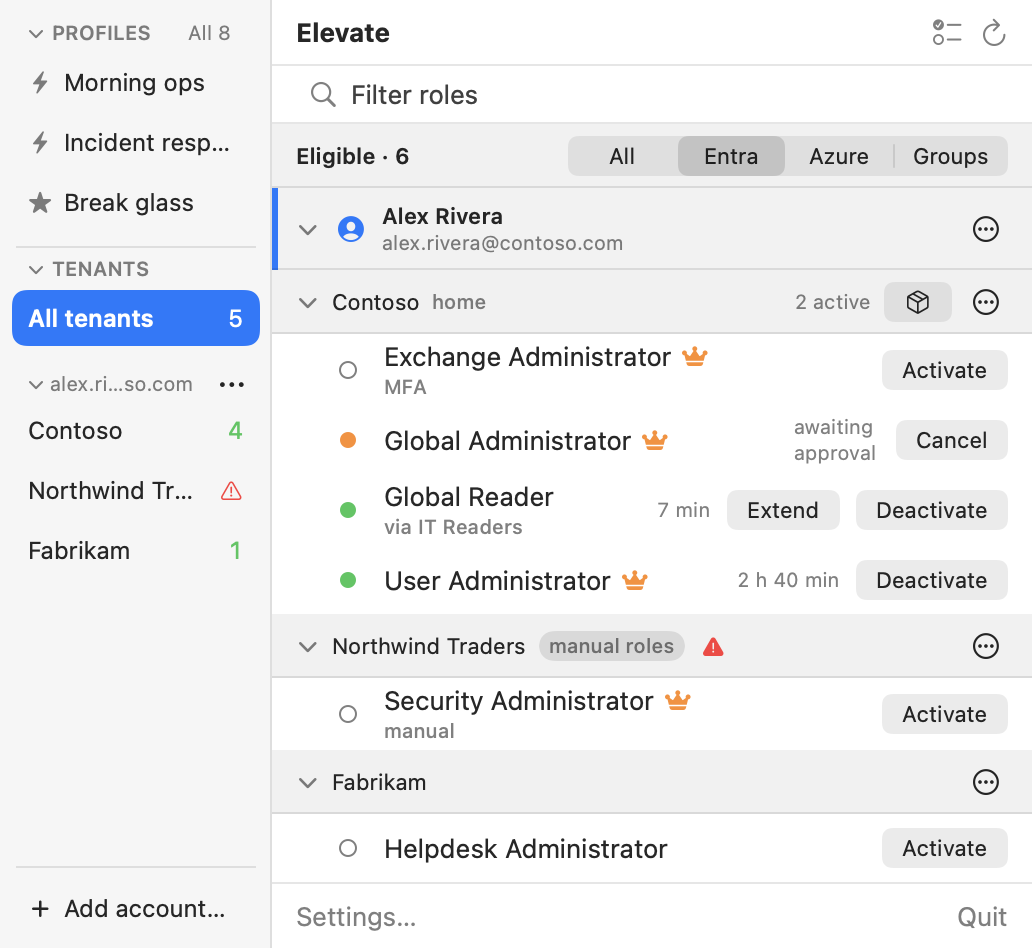 PROFILES All 8
Morning ops
Incident resp...
Break glass
TENANTS
All tenants 5
alex.ri...so.com
Contoso 4
Northwind Tr...
Fabrikam 1
+ Add account...
Elevate
Filter roles
Eligible · 6 All Entra Azure Groups
Alex Rivera
alex.rivera@contoso.com
Contoso home 2 active
Exchange Administrator
MFA
Activate
Global Administrator
awaiting
approval
Cancel
Global Reader
via IT Readers
7 min Extend Deactivate
User Administrator 2 h 40 min Deactivate
Northwind Traders manual roles
Security Administrator
manual
Activate
Fabrikam
Helpdesk Administrator Activate
Settings... Quit